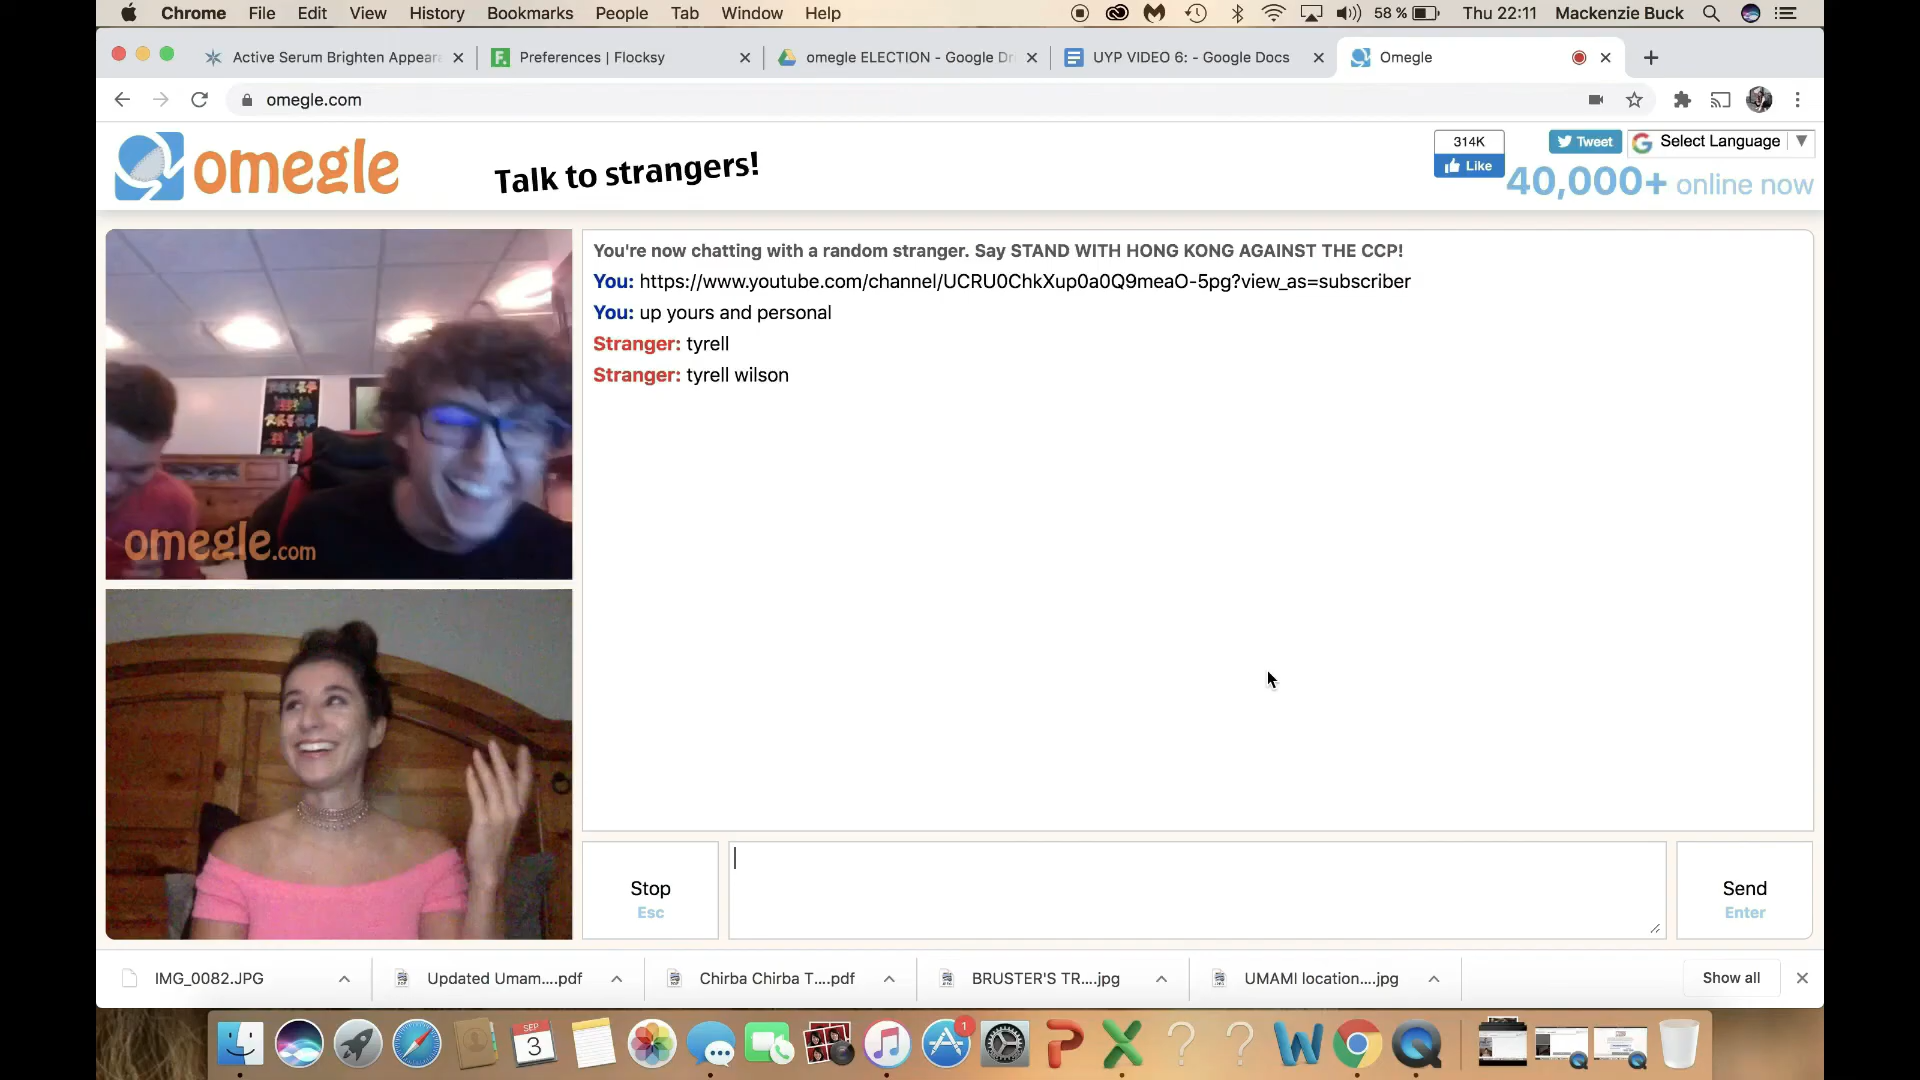 Chrome File Edit View History Bookmarks People Tab Window Help 58 % Thu 22:11 Mackenzie Buck
Active Serum Brighten Appear Preferences | Flocksy omegle ELECTION - Google Dr UYP VIDEO 6: - Google Docs Omegle
omegle.com
omegle Talk to strangers! 314K Like Tweet Select Language
40,000+ online now
You're now chatting with a random stranger. Say STAND WITH HONG KONG AGAINST THE CCP!
You: https://www.youtube.com/channel/UCRU0ChkXup0a0Q9meaO-5pg?view_as=subscriber
You: up yours and personal
Stranger: tyrell
Stranger: tyrell wilson
omegle.com
Stop Send
Esc Enter
IMG_0082.JPG Updated Umam....pdf Chirba Chirba T....pdf BRUSTER'S TR....jpg UMAMI location....jpg Show all
SEP
3
1